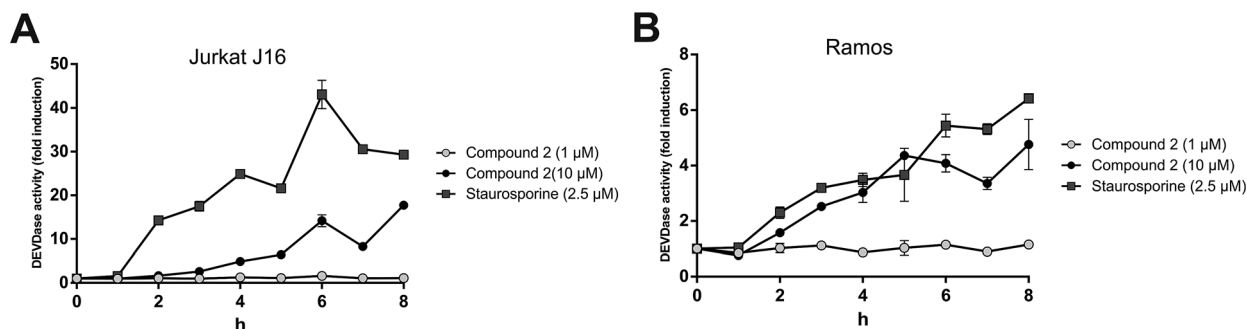 A
Jurkat J16
DEVDase activity (fold induction)
50
40
30
20
10
0
0 2 4 6 8
h
Compound 2 (1 µM)
Compound 2(10 µM)
Staurosporine (2.5 µM)
B
Ramos
DEVDase activity (fold induction)
8
6
4
2
0
0 2 4 6 8
h
Compound 2 (1 µM)
Compound 2 (10 µM)
Staurosporine (2.5 µM)